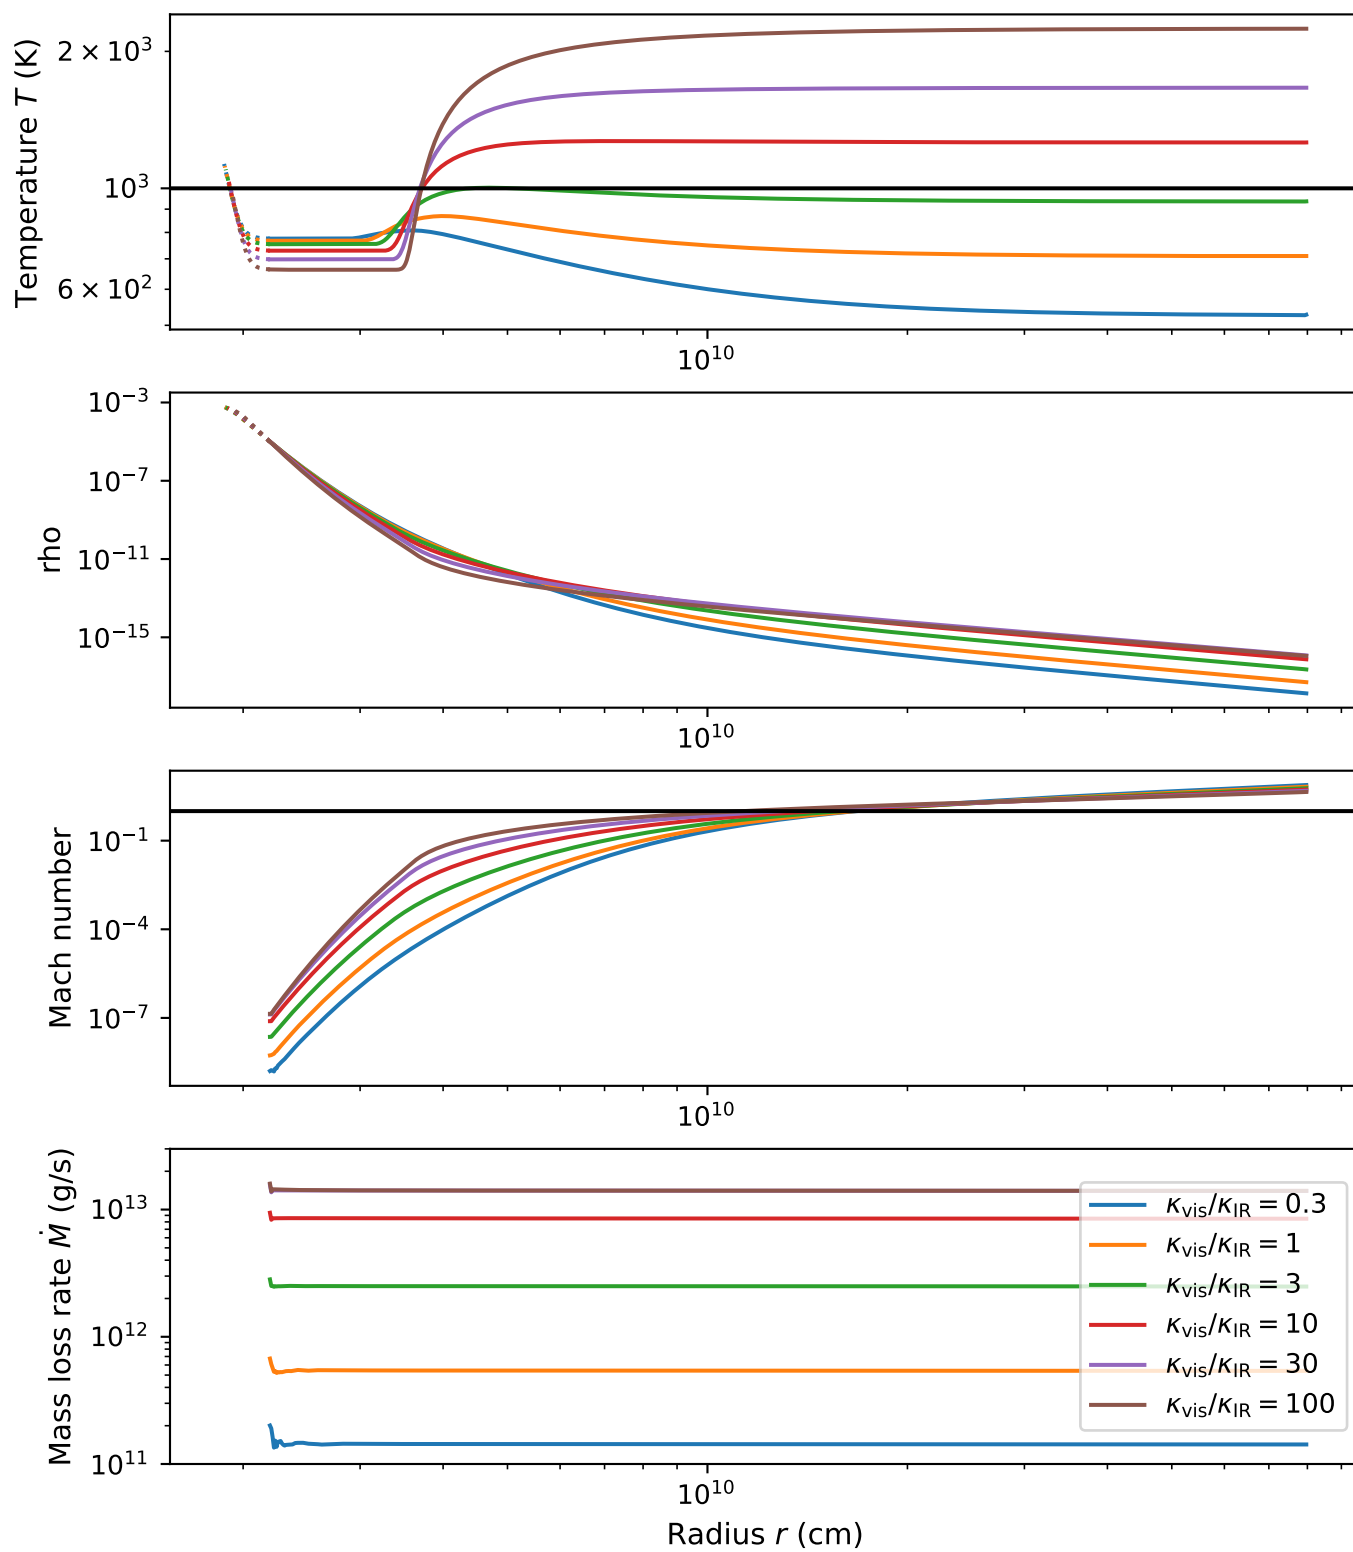 Temperature T (K)
2 × 10³
10³
6 × 10²
10¹⁰
rho
10⁻³
10⁻⁷
10⁻¹¹
10⁻¹⁵
10¹⁰
Mach number
10⁻¹
10⁻⁴
10⁻⁷
10¹⁰
Mass loss rate Ṁ (g/s)
10¹³
10¹²
10¹¹
κvis/κIR = 0.3
κvis/κIR = 1
κvis/κIR = 3
κvis/κIR = 10
κvis/κIR = 30
κvis/κIR = 100
10¹⁰
Radius r (cm)